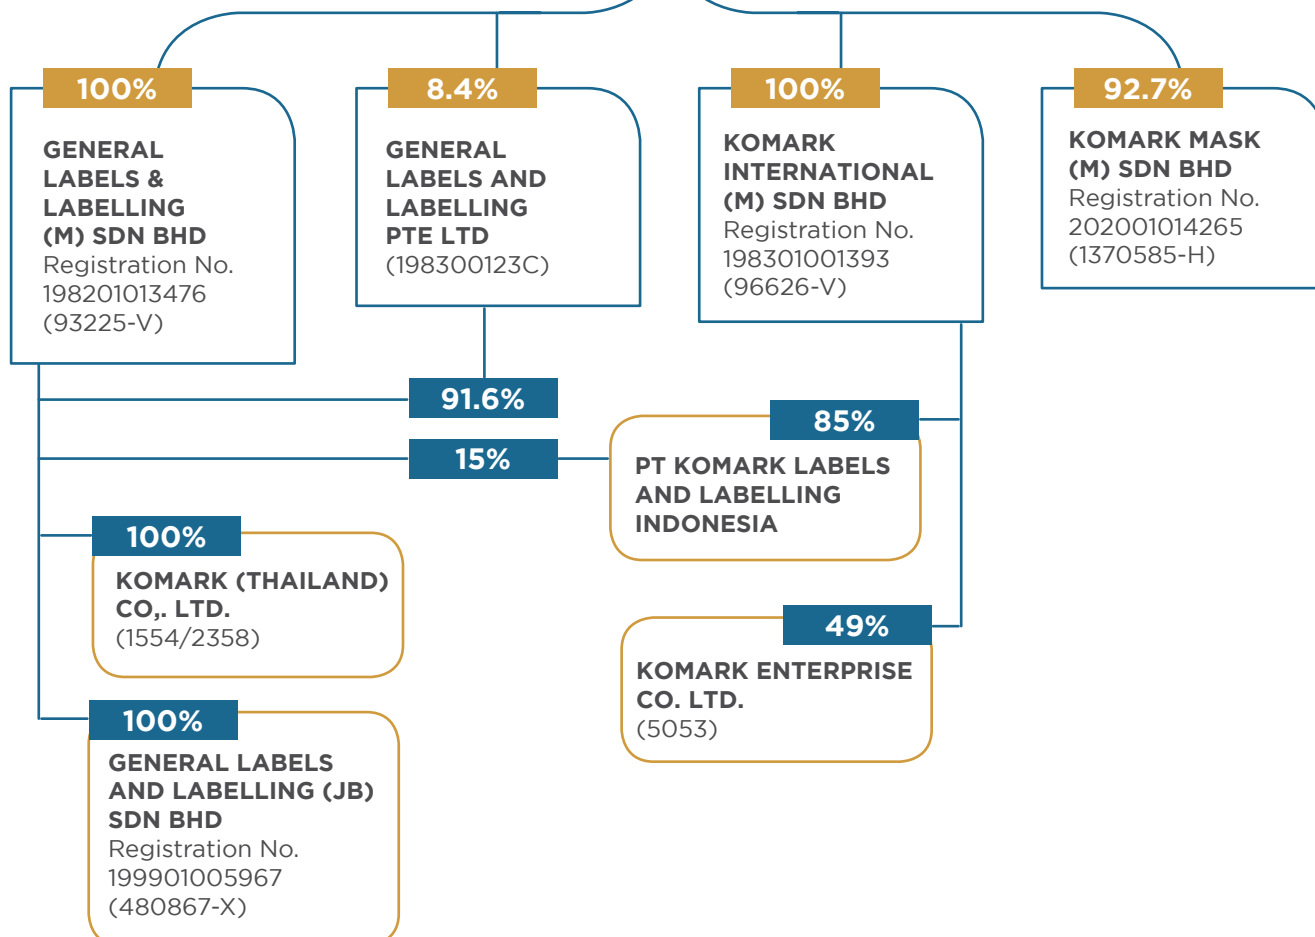 100%
GENERAL
LABELS &
LABELLING
(M) SDN BHD
Registration No.
198201013476
(93225-V)
8.4%
GENERAL
LABELS AND
LABELLING
PTE LTD
(198300123C)
100%
KOMARK
INTERNATIONAL
(M) SDN BHD
Registration No.
198301001393
(96626-V)
92.7%
KOMARK MASK
(M) SDN BHD
Registration No.
202001014265
(1370585-H)
91.6%
15%
85%
PT KOMARK LABELS
AND LABELLING
INDONESIA
100%
KOMARK (THAILAND)
CO,. LTD.
(1554/2358)
49%
KOMARK ENTERPRISE
CO. LTD.
(5053)
100%
GENERAL LABELS
AND LABELLING (JB)
SDN BHD
Registration No.
199901005967
(480867-X)